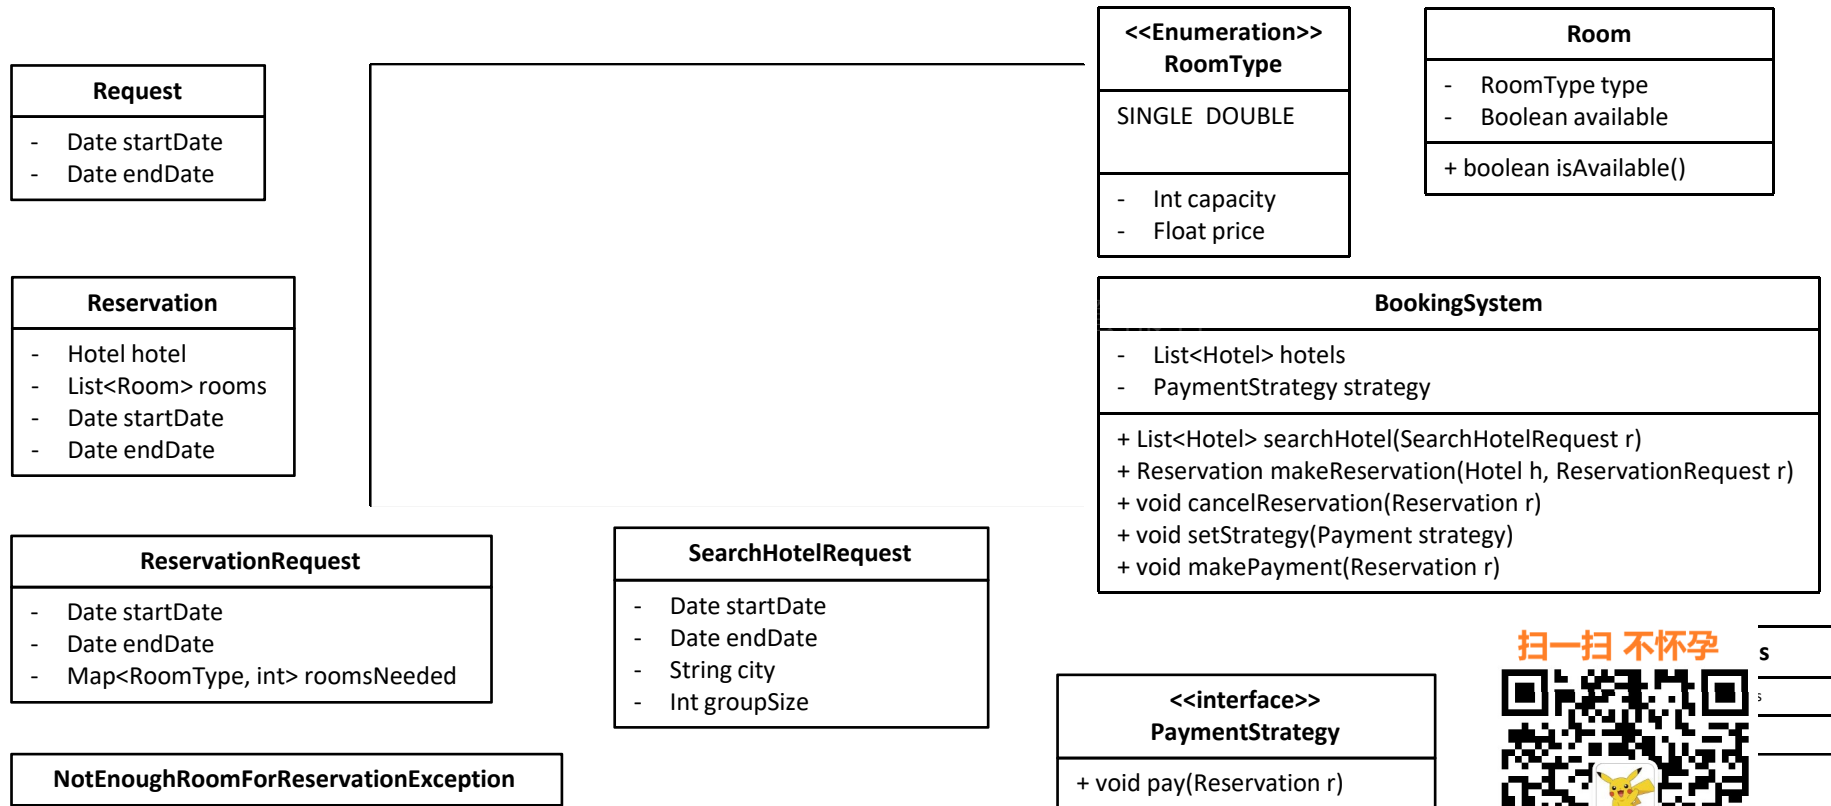 Request
- Date startDate
- Date endDate
<<Enumeration>>
RoomType
SINGLE DOUBLE
- Int capacity
- Float price
Room
- RoomType type
- Boolean available
+ boolean isAvailable()
Reservation
- Hotel hotel
- List<Room> rooms
- Date startDate
- Date endDate
BookingSystem
- List<Hotel> hotels
- PaymentStrategy strategy
+ List<Hotel> searchHotel(SearchHotelRequest r)
+ Reservation makeReservation(Hotel h, ReservationRequest r)
+ void cancelReservation(Reservation r)
+ void setStrategy(Payment strategy)
+ void makePayment(Reservation r)
ReservationRequest
- Date startDate
- Date endDate
- Map<RoomType, int> roomsNeeded
SearchHotelRequest
- Date startDate
- Date endDate
- String city
- Int groupSize
扫一扫 不怀孕
s
s
<<interface>>
PaymentStrategy
+ void pay(Reservation r)
NotEnoughRoomForReservationException